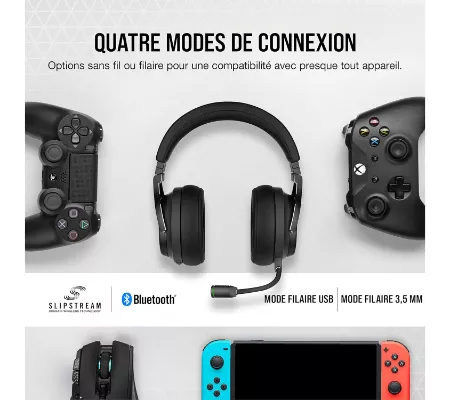 QUATRE MODES DE CONNEXION
Options sans fil ou filaire pour une compatibilité avec presque tout appareil.
SLIPSTREAM
Bluetooth®
MODE FILAIRE USB
MODE FILAIRE 3,5 MM